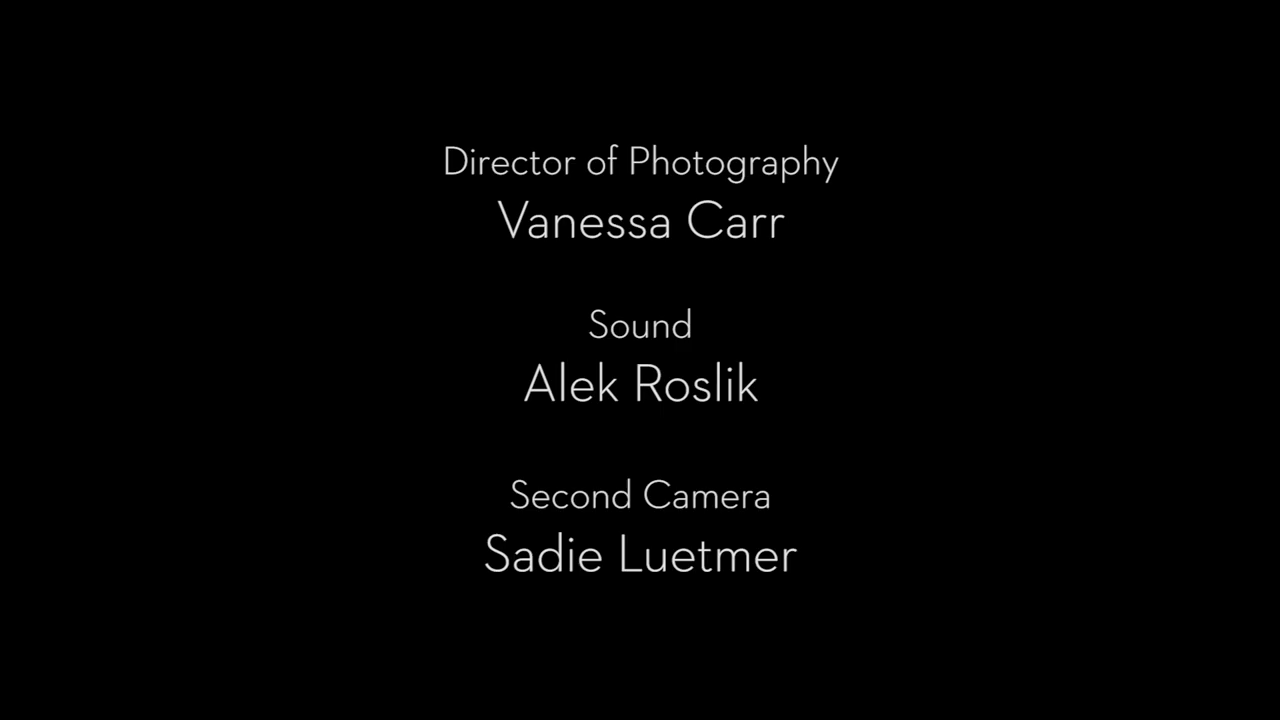 Director of Photography
Vanessa Carr
Sound
Alek Roslik
Second Camera
Sadie Luetmer